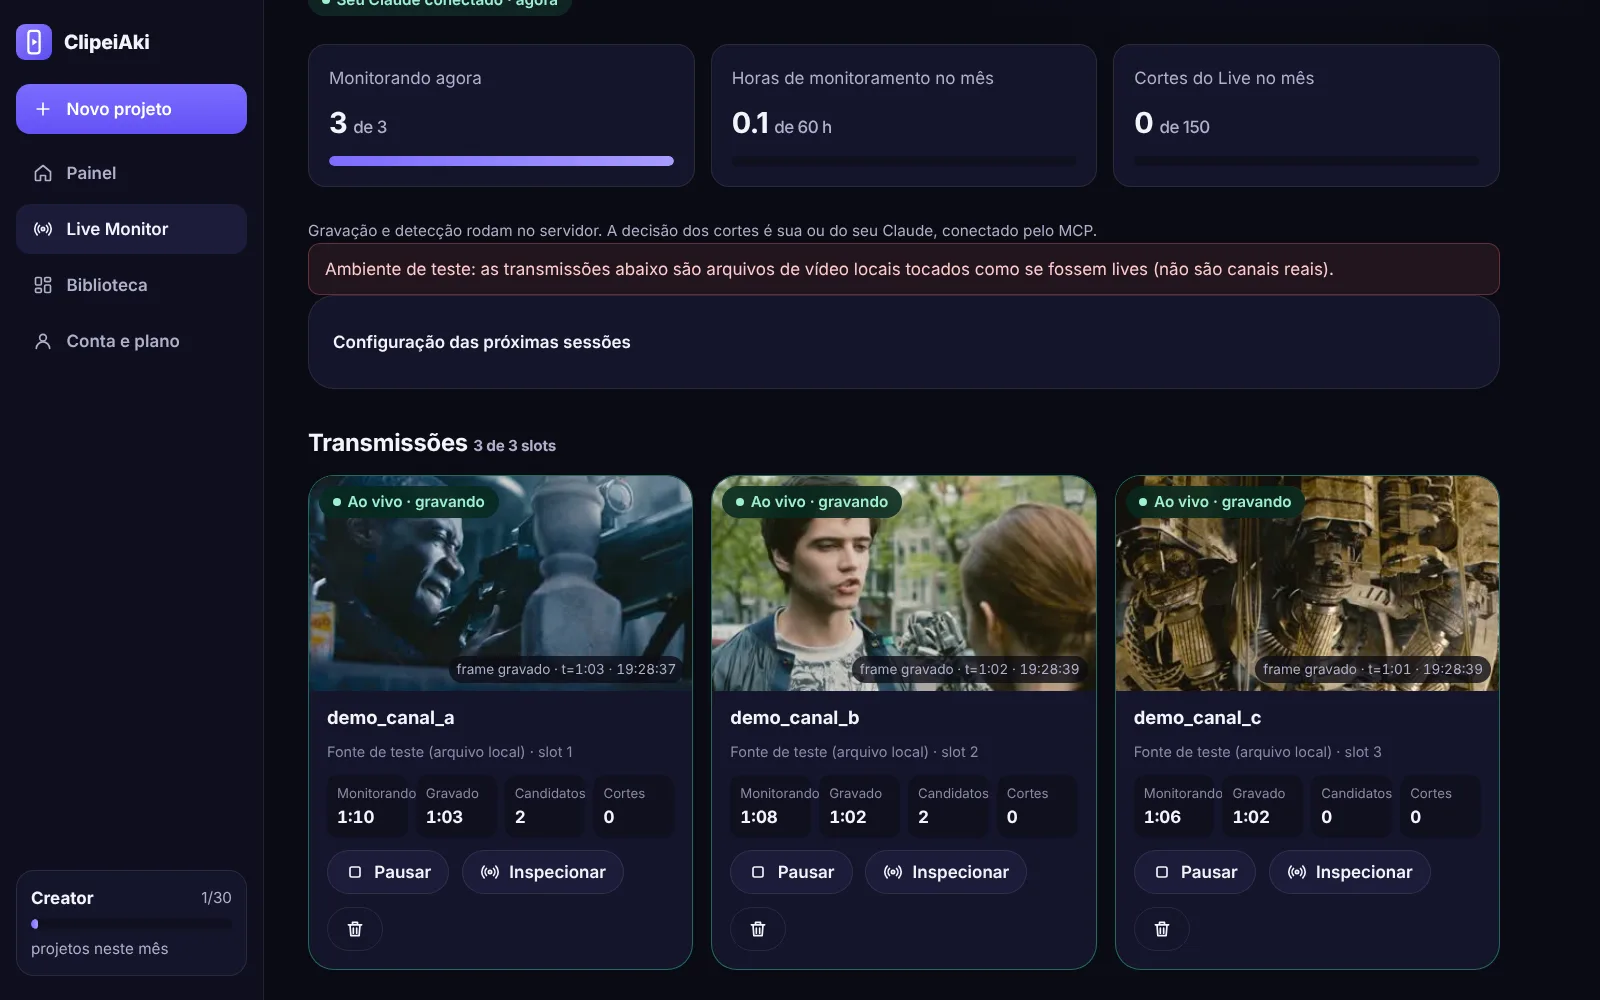 ClipeiAki
Novo projeto
Painel
Live Monitor
Biblioteca
Conta e plano
Creator 1/30
projetos neste mês
Seu Claude conectado · agora
Monitorando agora
3 de 3
Horas de monitoramento no mês
0.1 de 60 h
Cortes do Live no mês
0 de 150
Gravação e detecção rodam no servidor. A decisão dos cortes é sua ou do seu Claude, conectado pelo MCP.
Ambiente de teste: as transmissões abaixo são arquivos de vídeo locais tocados como se fossem lives (não são canais reais).
Configuração das próximas sessões
Transmissões 3 de 3 slots
Ao vivo · gravando
frame gravado · t=1:03 · 19:28:37
demo_canal_a
Fonte de teste (arquivo local) · slot 1
Monitorando Gravado Candidatos Cortes
1:10 1:03 2 0
Pausar Inspecionar
Ao vivo · gravando
frame gravado · t=1:02 · 19:28:39
demo_canal_b
Fonte de teste (arquivo local) · slot 2
Monitorando Gravado Candidatos Cortes
1:08 1:02 2 0
Pausar Inspecionar
Ao vivo · gravando
frame gravado · t=1:01 · 19:28:39
demo_canal_c
Fonte de teste (arquivo local) · slot 3
Monitorando Gravado Candidatos Cortes
1:06 1:02 0 0
Pausar Inspecionar